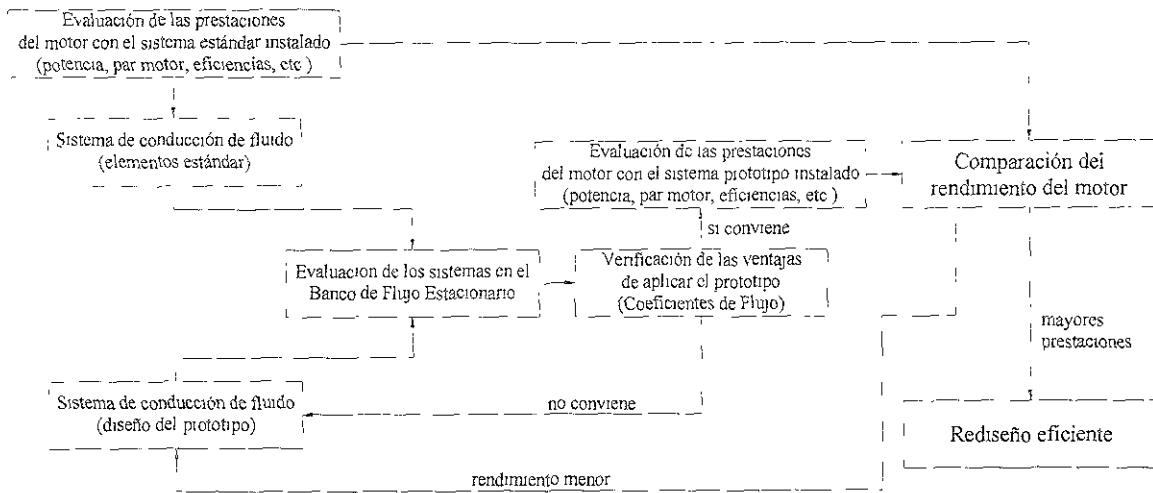 Evaluación de las prestaciones
del motor con el sistema estándar instalado
(potencia, par motor, eficiencias, etc )
Sistema de conducción de fluido
(elementos estándar)
Evaluación de las prestaciones
del motor con el sistema prototipo instalado
(potencia, par motor, eficiencias, etc )
Comparación del
rendimiento del motor
si conviene
Evaluacion de los sistemas en el
Banco de Flujo Estacionario
Verificación de las ventajas
de aplicar el prototipo
(Coeficientes de Flujo)
mayores
prestaciones
Sistema de conducción de fluido
(diseño del prototipo)
no conviene
Rediseño eficiente
rendimiento menor